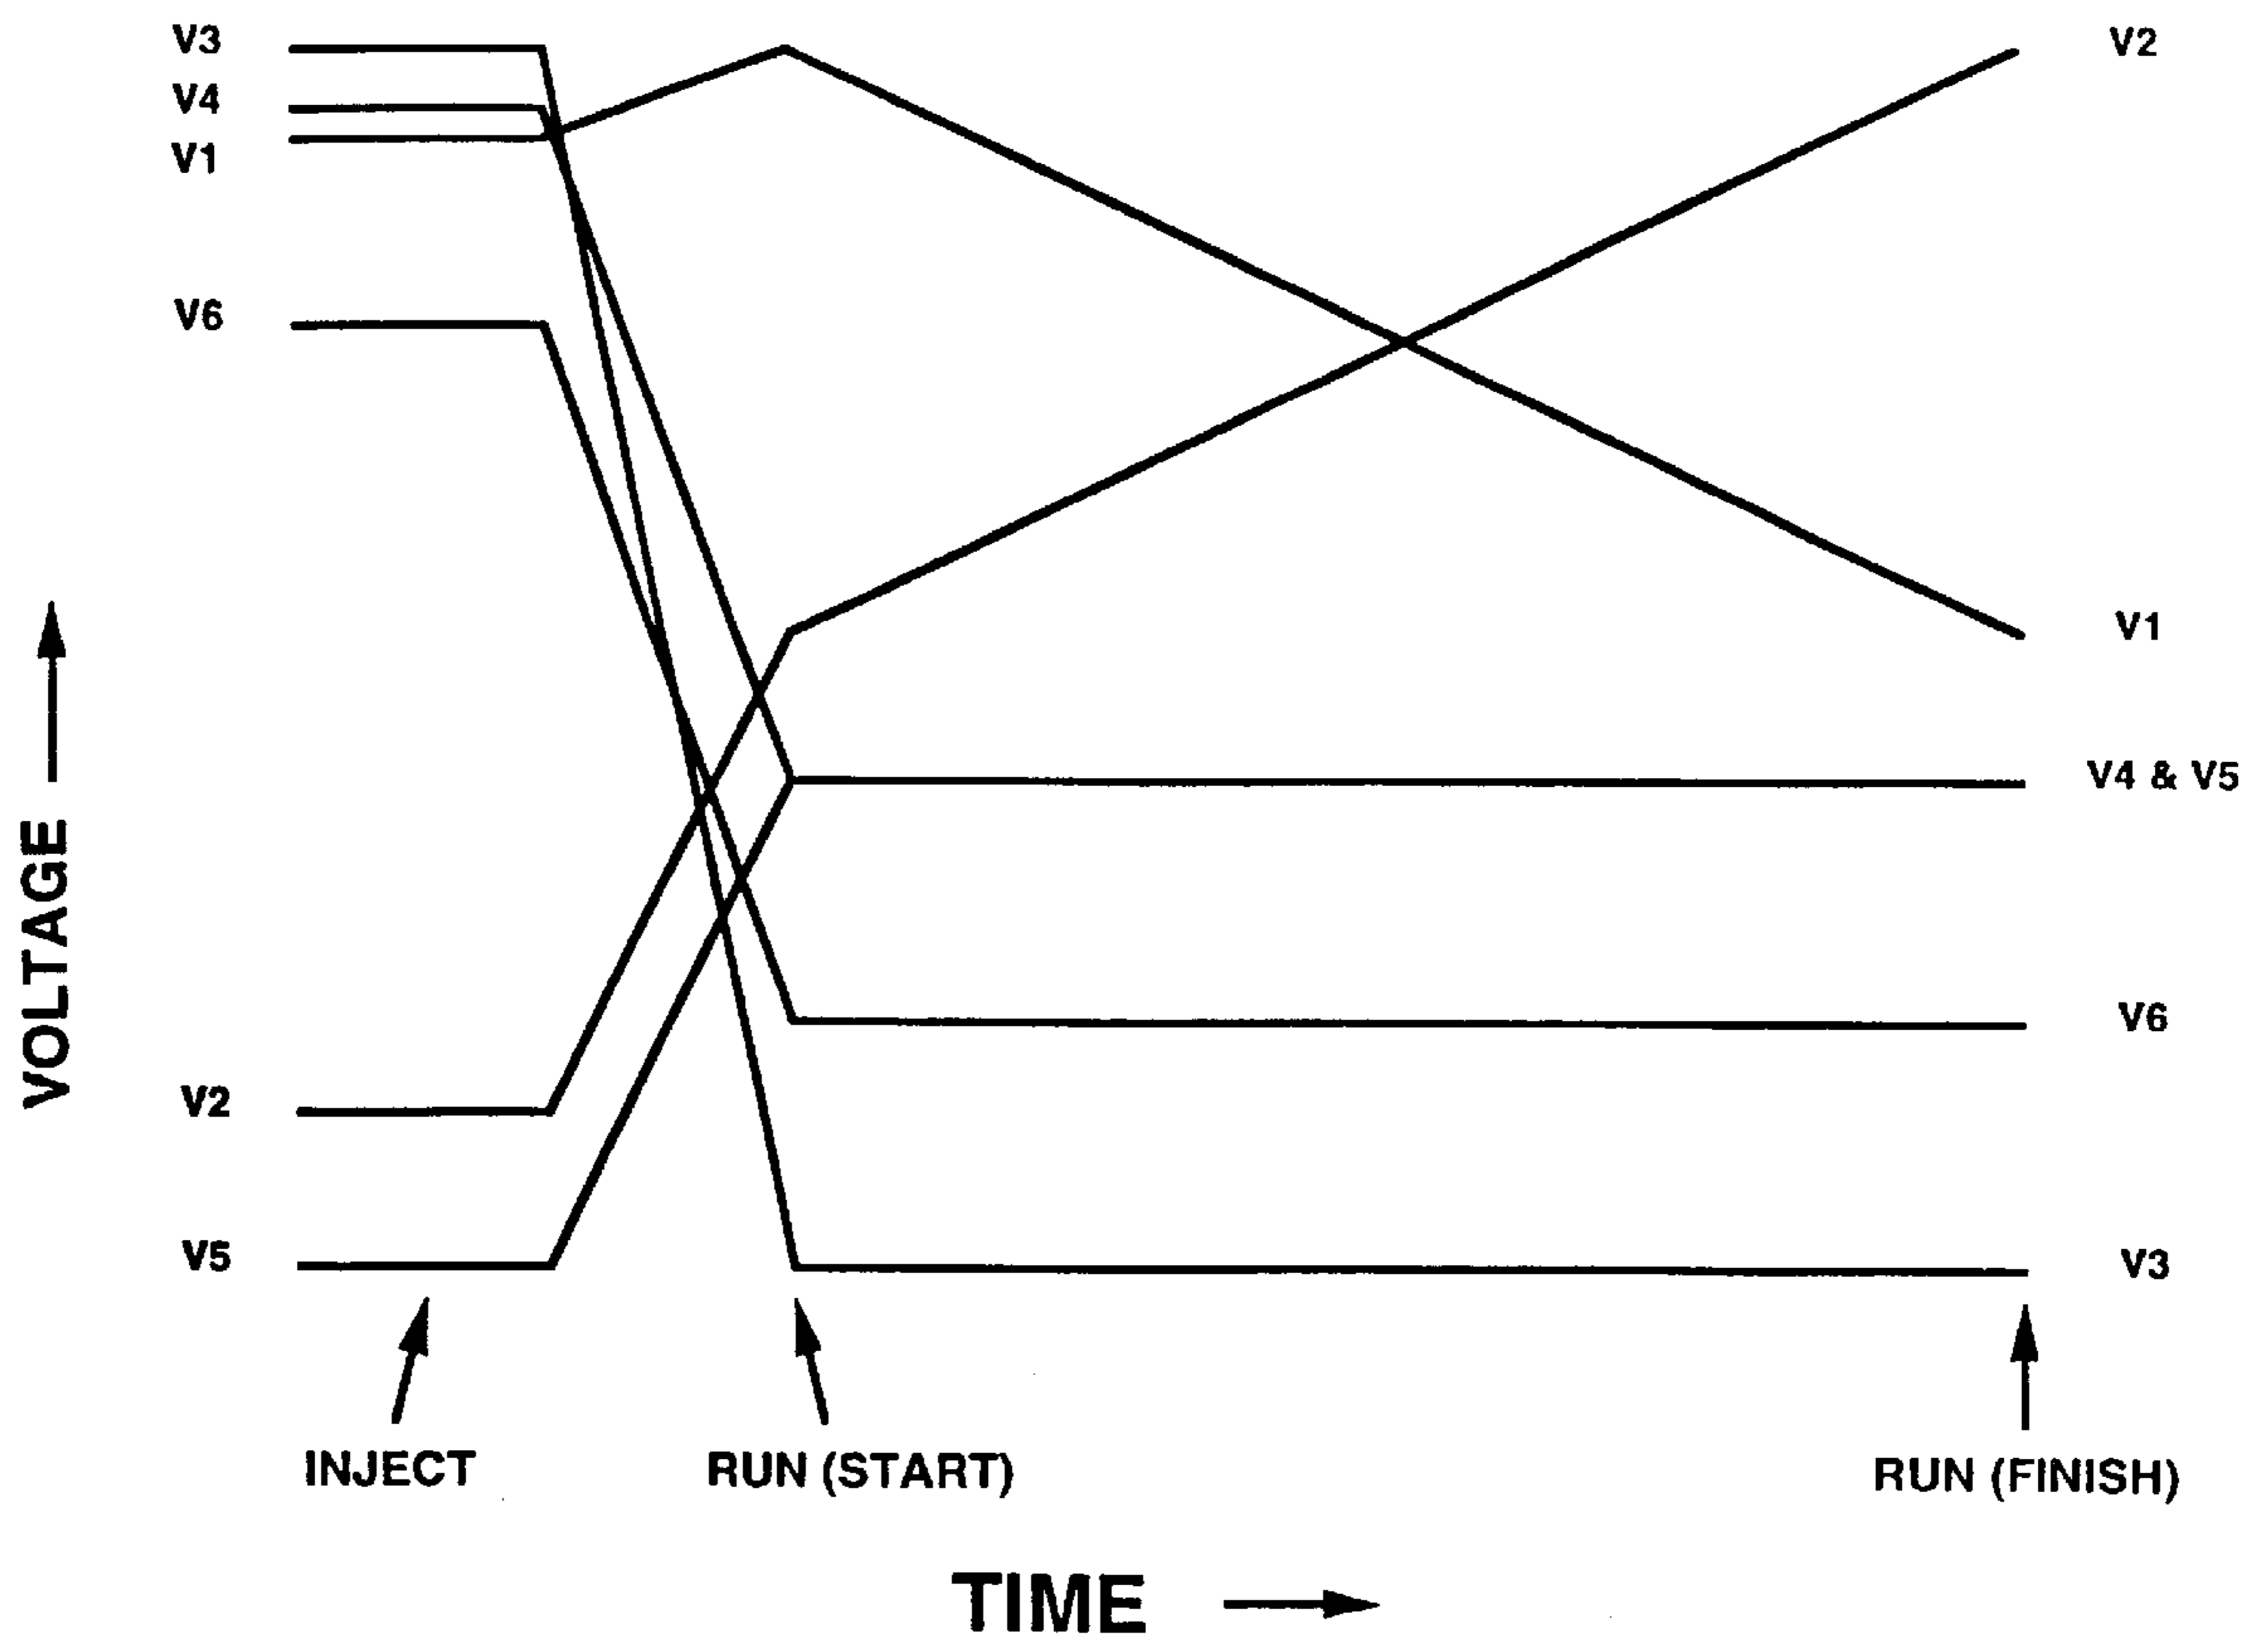 V3
V4
V1
V6
V2
V5
V2
V1
V4 & V5
V6
V3
VOLTAGE
INJECT
RUN (START)
RUN (FINISH)
TIME